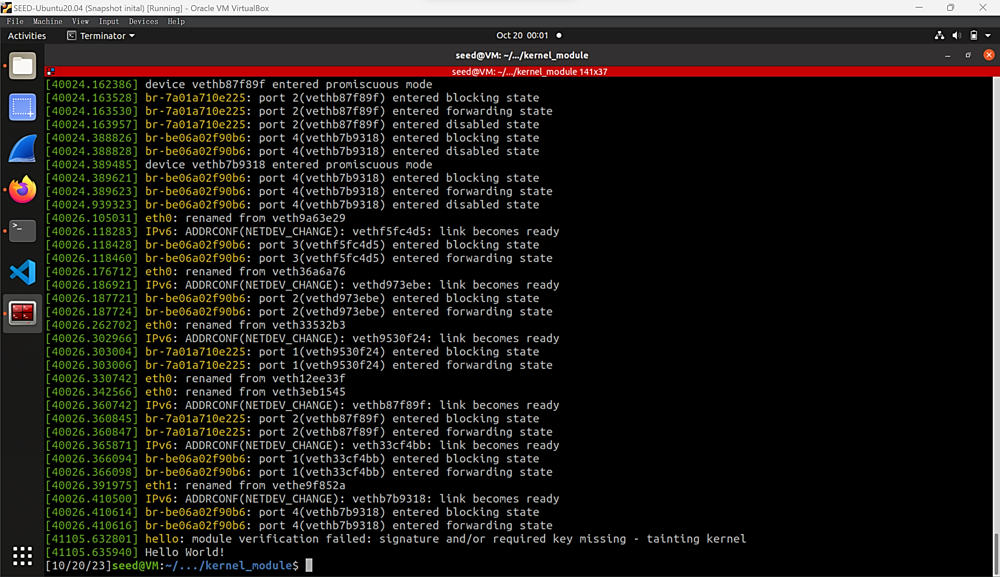 SEED-Ubuntu20.04 (Snapshot inital) [Running] - Oracle VM VirtualBox
File Machine View Input Devices Help
Activities Terminator Oct 20 00:01
seed@VM: ~/.../kernel_module
seed@VM: ~/.../kernel_module 141x37
[40024.162386] device vethb87f89f entered promiscuous mode
[40024.163528] br-7a01a710e225: port 2(vethb87f89f) entered blocking state
[40024.163530] br-7a01a710e225: port 2(vethb87f89f) entered forwarding state
[40024.163957] br-7a01a710e225: port 2(vethb87f89f) entered disabled state
[40024.388826] br-be06a02f90b6: port 4(vethb7b9318) entered blocking state
[40024.388828] br-be06a02f90b6: port 4(vethb7b9318) entered disabled state
[40024.389485] device vethb7b9318 entered promiscuous mode
[40024.389621] br-be06a02f90b6: port 4(vethb7b9318) entered blocking state
[40024.389623] br-be06a02f90b6: port 4(vethb7b9318) entered forwarding state
[40024.939323] br-be06a02f90b6: port 4(vethb7b9318) entered disabled state
[40026.105031] eth0: renamed from veth9a63e29
[40026.118283] IPv6: ADDRCONF(NETDEV_CHANGE): vethf5fc4d5: link becomes ready
[40026.118428] br-be06a02f90b6: port 3(vethf5fc4d5) entered blocking state
[40026.118460] br-be06a02f90b6: port 3(vethf5fc4d5) entered forwarding state
[40026.176712] eth0: renamed from veth36a6a76
[40026.186921] IPv6: ADDRCONF(NETDEV_CHANGE): vethd973ebe: link becomes ready
[40026.187721] br-be06a02f90b6: port 2(vethd973ebe) entered blocking state
[40026.187724] br-be06a02f90b6: port 2(vethd973ebe) entered forwarding state
[40026.262702] eth0: renamed from veth33532b3
[40026.302966] IPv6: ADDRCONF(NETDEV_CHANGE): veth9530f24: link becomes ready
[40026.303004] br-7a01a710e225: port 1(veth9530f24) entered blocking state
[40026.303006] br-7a01a710e225: port 1(veth9530f24) entered forwarding state
[40026.330742] eth0: renamed from veth12ee33f
[40026.342566] eth0: renamed from veth3eb1545
[40026.360742] IPv6: ADDRCONF(NETDEV_CHANGE): vethb87f89f: link becomes ready
[40026.360845] br-7a01a710e225: port 2(vethb87f89f) entered blocking state
[40026.360847] br-7a01a710e225: port 2(vethb87f89f) entered forwarding state
[40026.365871] IPv6: ADDRCONF(NETDEV_CHANGE): veth33cf4bb: link becomes ready
[40026.366094] br-be06a02f90b6: port 1(veth33cf4bb) entered blocking state
[40026.366098] br-be06a02f90b6: port 1(veth33cf4bb) entered forwarding state
[40026.391975] eth1: renamed from vethe9f852a
[40026.410500] IPv6: ADDRCONF(NETDEV_CHANGE): vethb7b9318: link becomes ready
[40026.410614] br-be06a02f90b6: port 4(vethb7b9318) entered blocking state
[40026.410616] br-be06a02f90b6: port 4(vethb7b9318) entered forwarding state
[41105.632801] hello: module verification failed: signature and/or required key missing - tainting kernel
[41105.635940] Hello World!
[10/20/23]seed@VM:~/.../kernel_module$